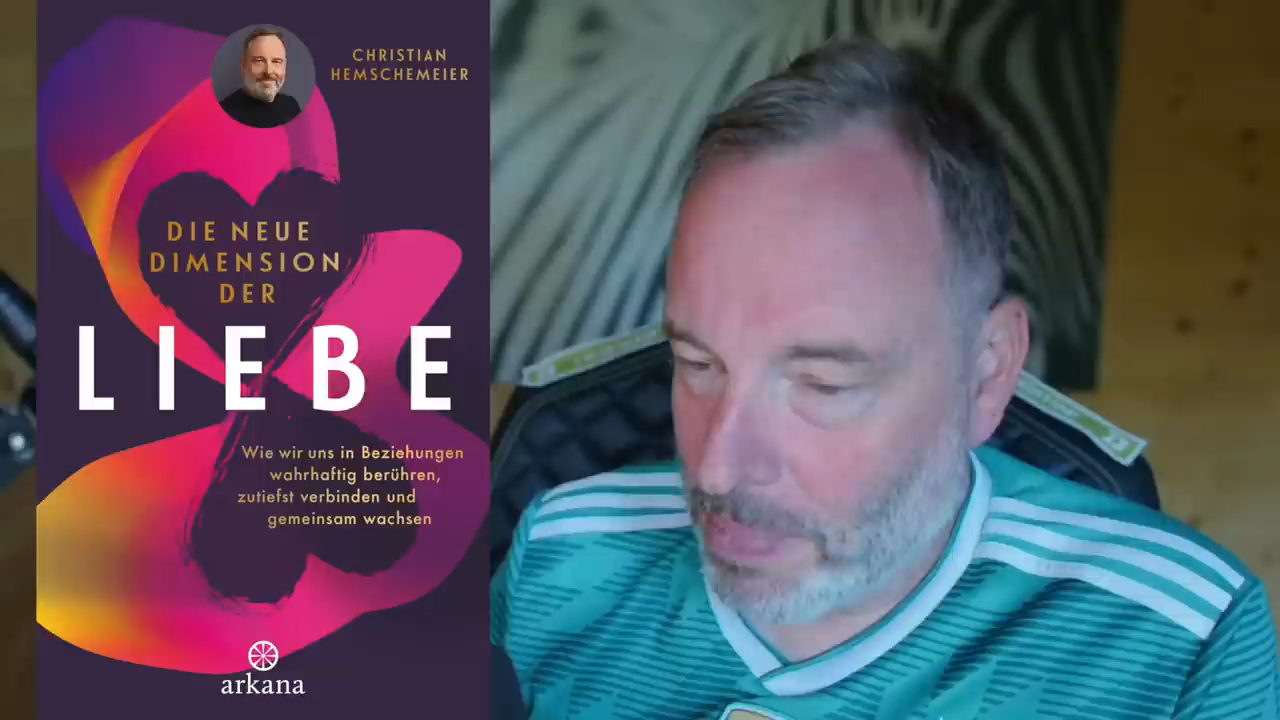 CHRISTIAN
HEMSCHEMEIER
DIE NEUE
DIMENSION
DER
LIEBE
Wie wir uns in Beziehungen
wahrhaftig berühren,
zutiefst verbinden und
gemeinsam wachsen
arkana